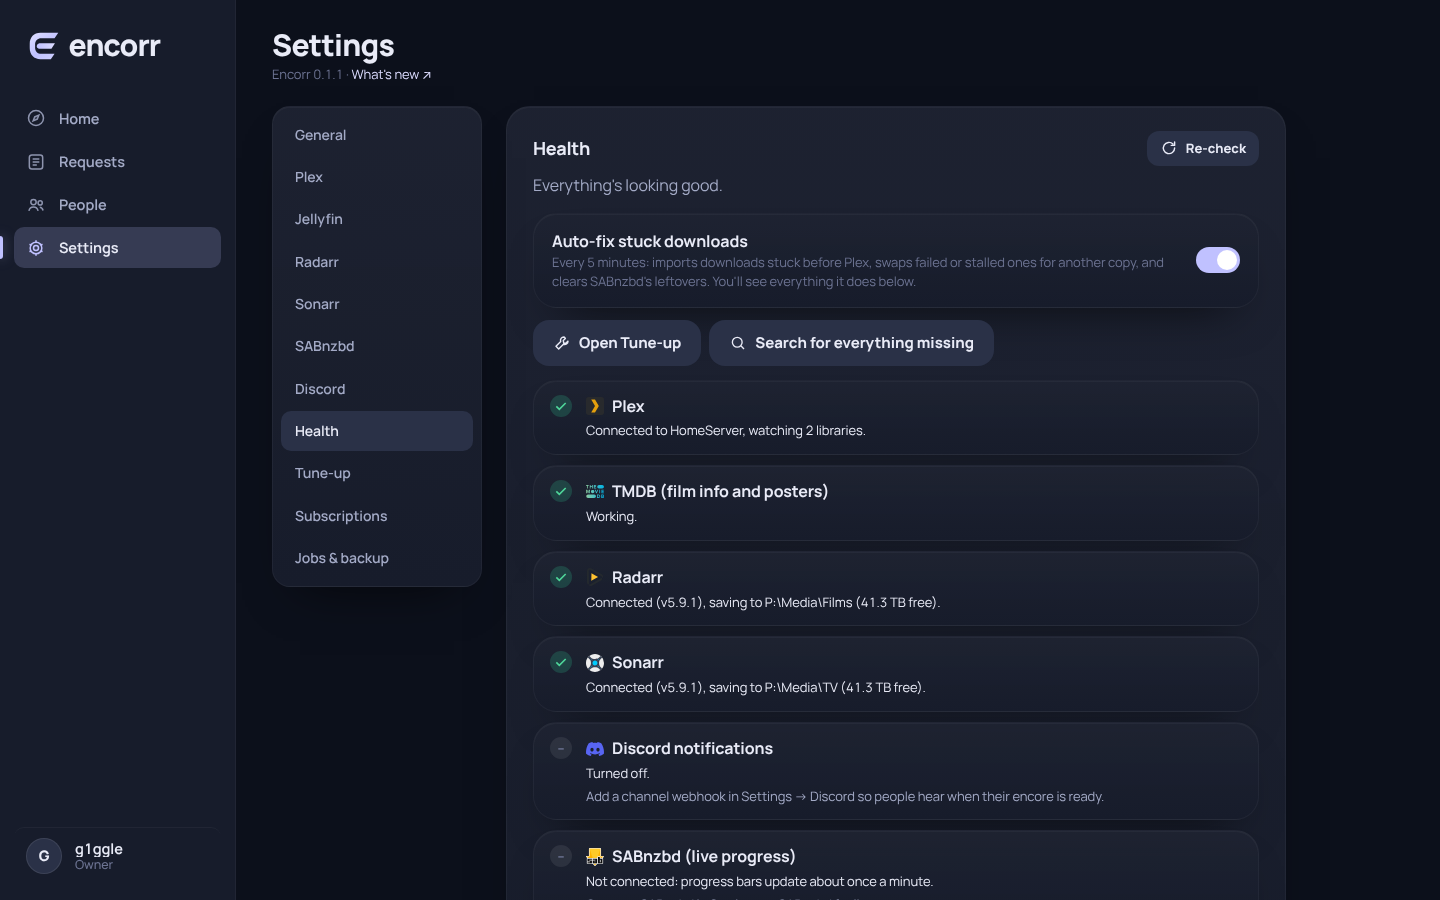 encorr
Home
Requests
People
Settings
g1ggle
Owner
G
Settings
Encorr 0.1.1 · What's new ↗
General
Plex
Jellyfin
Radarr
Sonarr
SABnzbd
Discord
Health
Tune-up
Subscriptions
Jobs & backup
Health
Re-check
Everything's looking good.
Auto-fix stuck downloads
Every 5 minutes: imports downloads stuck before Plex, swaps failed or stalled ones for another copy, and
clears SABnzbd's leftovers. You'll see everything it does below.
Open Tune-up
Search for everything missing
Plex
Connected to HomeServer, watching 2 libraries.
TMDB (film info and posters)
Working.
Radarr
Connected (v5.9.1), saving to P:\Media\Films (41.3 TB free).
Sonarr
Connected (v5.9.1), saving to P:\Media\TV (41.3 TB free).
Discord notifications
Turned off.
Add a channel webhook in Settings → Discord so people hear when their encore is ready.
SABnzbd (live progress)
Not connected: progress bars update about once a minute.